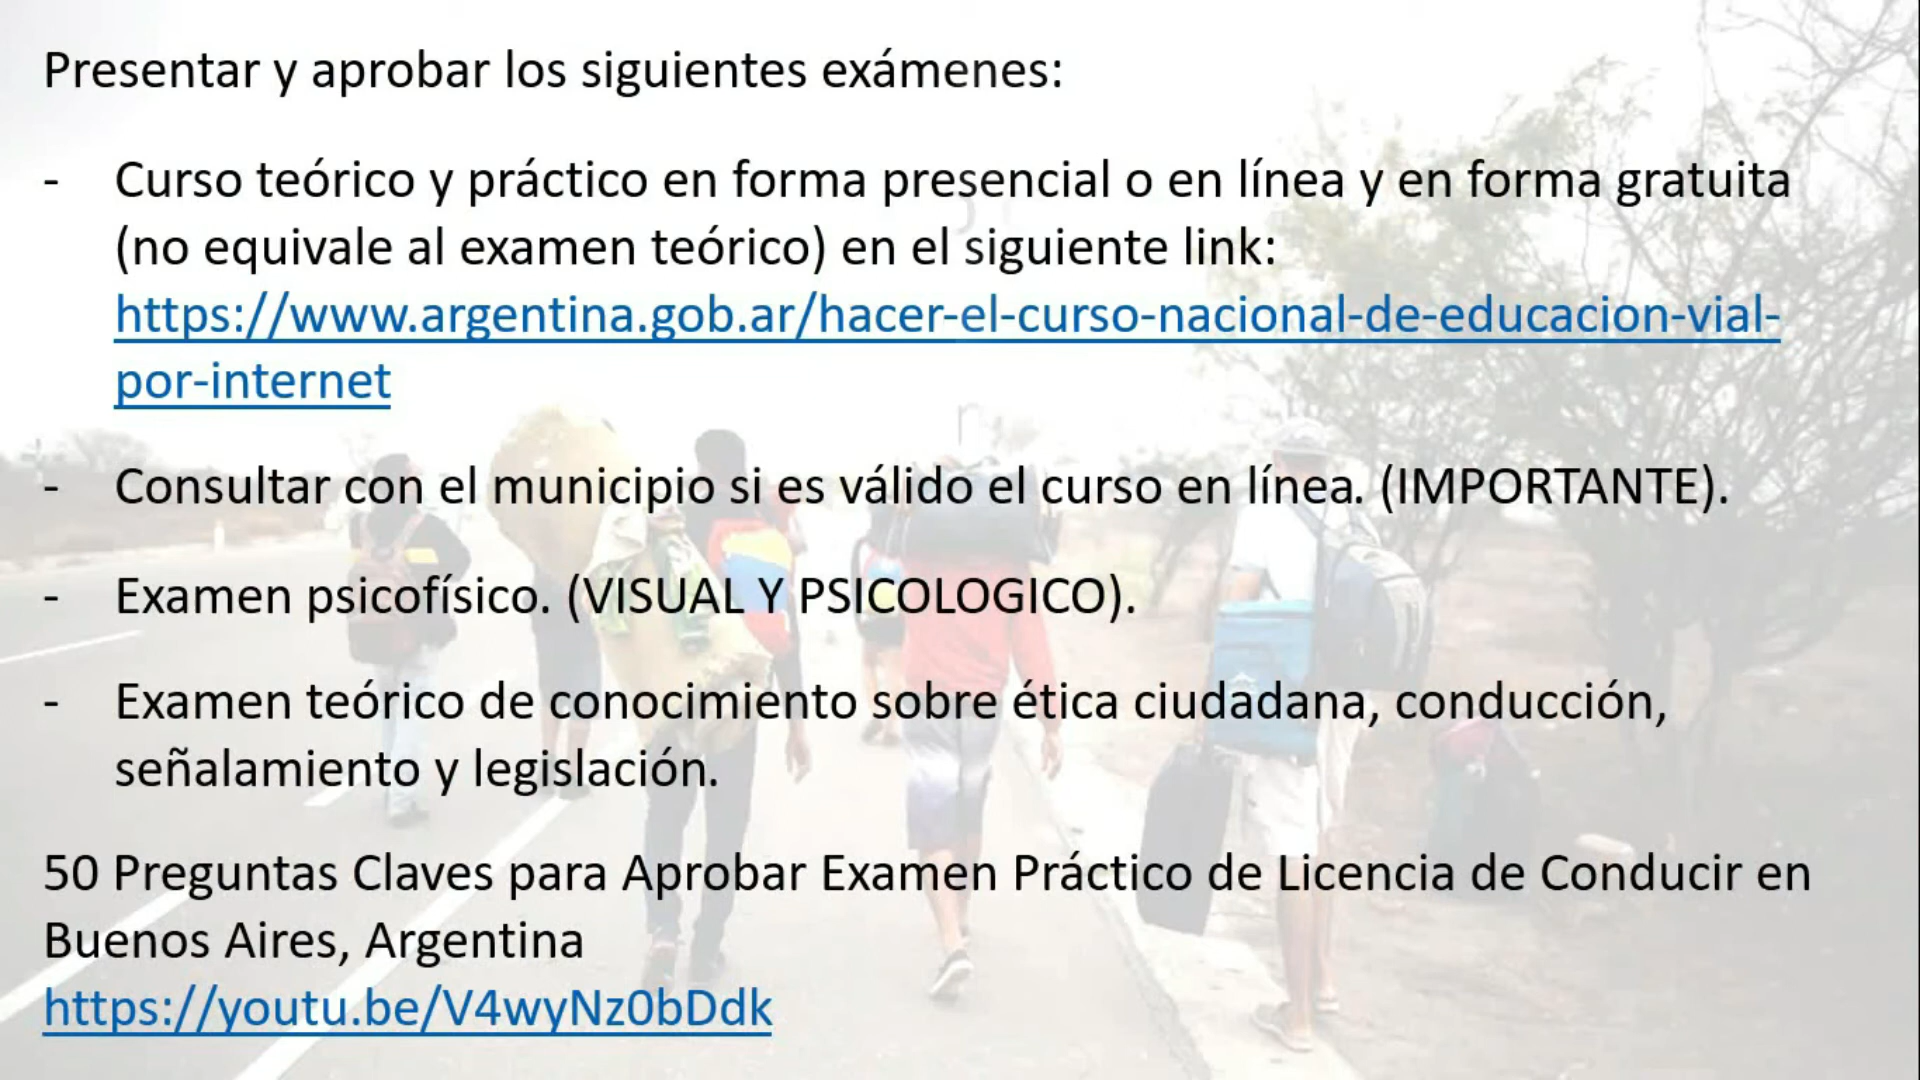 Presentar y aprobar los siguientes exámenes:
- Curso teórico y práctico en forma presencial o en línea y en forma gratuita
(no equivale al examen teórico) en el siguiente link:
https://www.argentina.gob.ar/hacer-el-curso-nacional-de-educacion-vial-
por-internet
- Consultar con el municipio si es válido el curso en línea. (IMPORTANTE).
- Examen psicofísico. (VISUAL Y PSICOLOGICO).
- Examen teórico de conocimiento sobre ética ciudadana, conducción,
señalamiento y legislación.
50 Preguntas Claves para Aprobar Examen Práctico de Licencia de Conducir en
Buenos Aires, Argentina
https://youtu.be/V4wyNz0bDdk